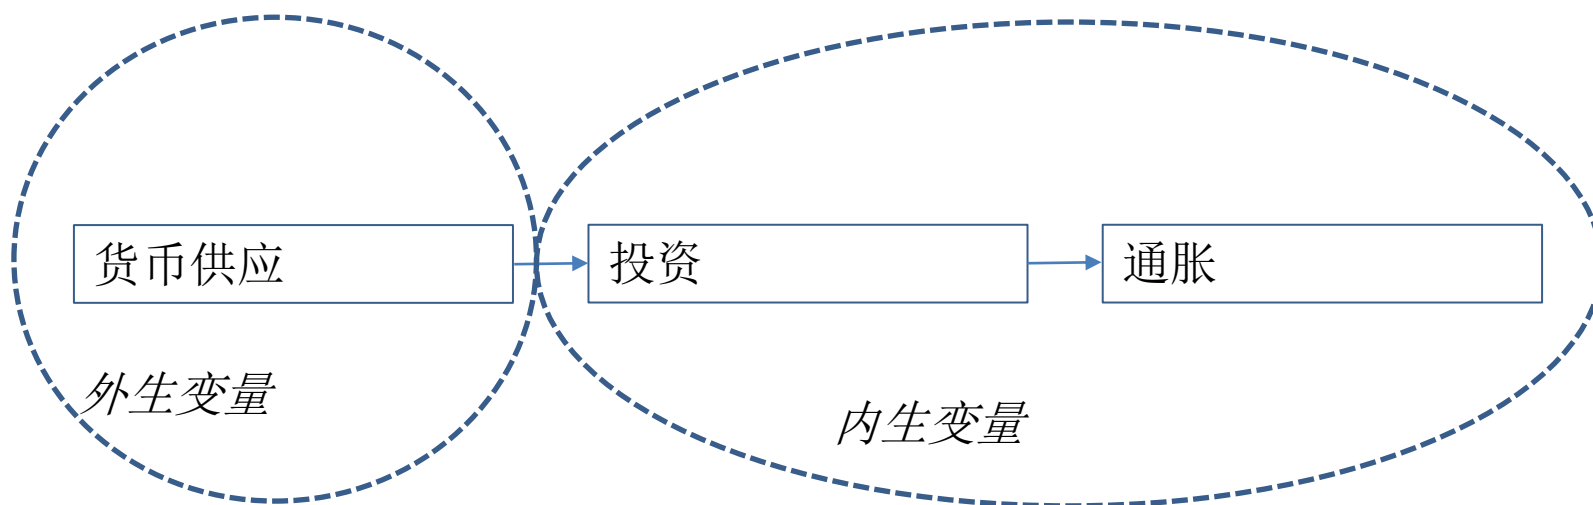 货币供应
投资
通胀
外生变量
内生变量